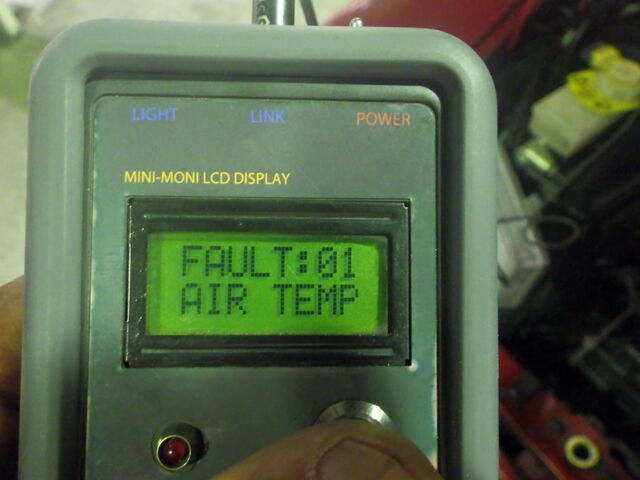 LIGHT LINK POWER
MINI-MONI LCD DISPLAY
FAULT:01
AIR TEMP